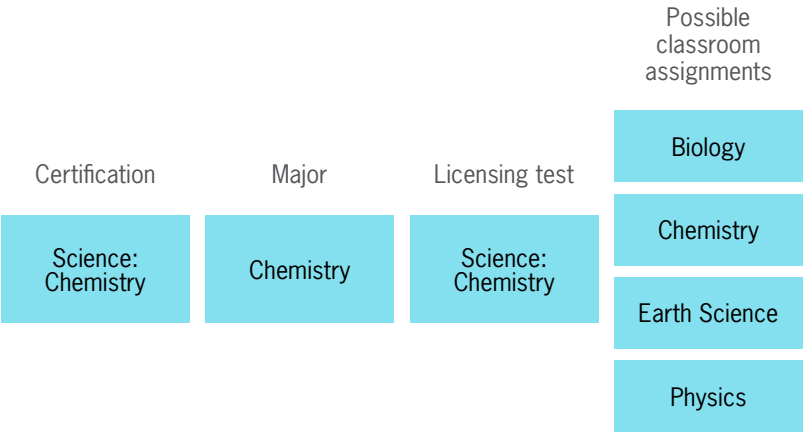 Possible
classroom
assignments
Certification
Major
Licensing test
Science:
Chemistry
Chemistry
Science:
Chemistry
Biology
Chemistry
Earth Science
Physics